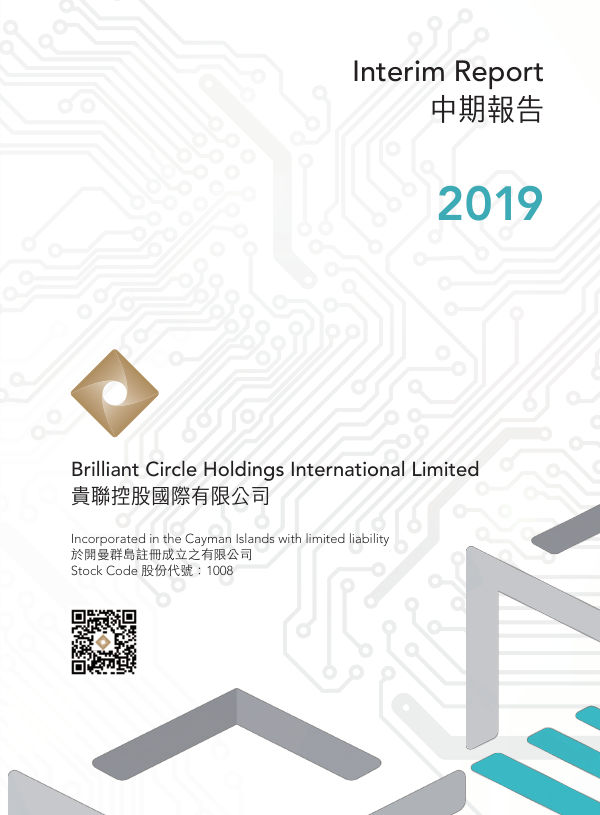 Interim Report
中期報告
2019
Brilliant Circle Holdings International Limited
貴聯控股國際有限公司
Incorporated in the Cayman Islands with limited liability
於開曼群島註冊成立之有限公司
Stock Code 股份代號：1008